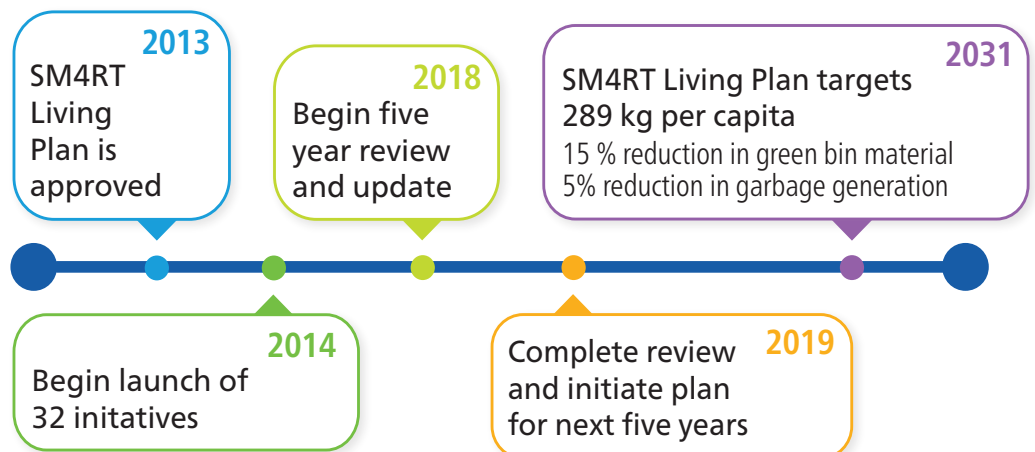 2013
SM4RT
Living
Plan is
approved
2018
Begin five
year review
and update
2031
SM4RT Living Plan targets
289 kg per capita
15 % reduction in green bin material
5% reduction in garbage generation
2014
Begin launch of
32 initatives
2019
Complete review
and initiate plan
for next five years